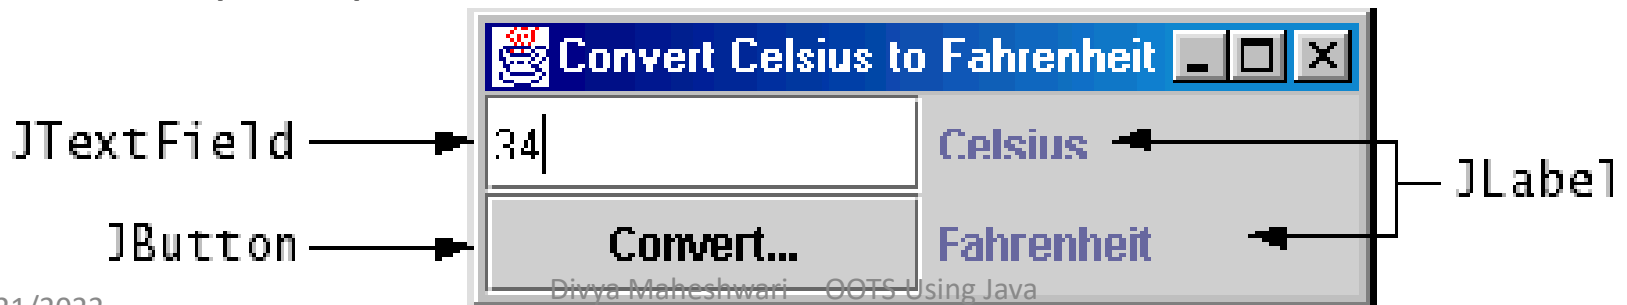 Convert Celsius to Fahrenheit
JTextField 34 Celsius
JLabel
JButton Convert... Fahrenheit
Divya Maheshwari OOTS Using Java